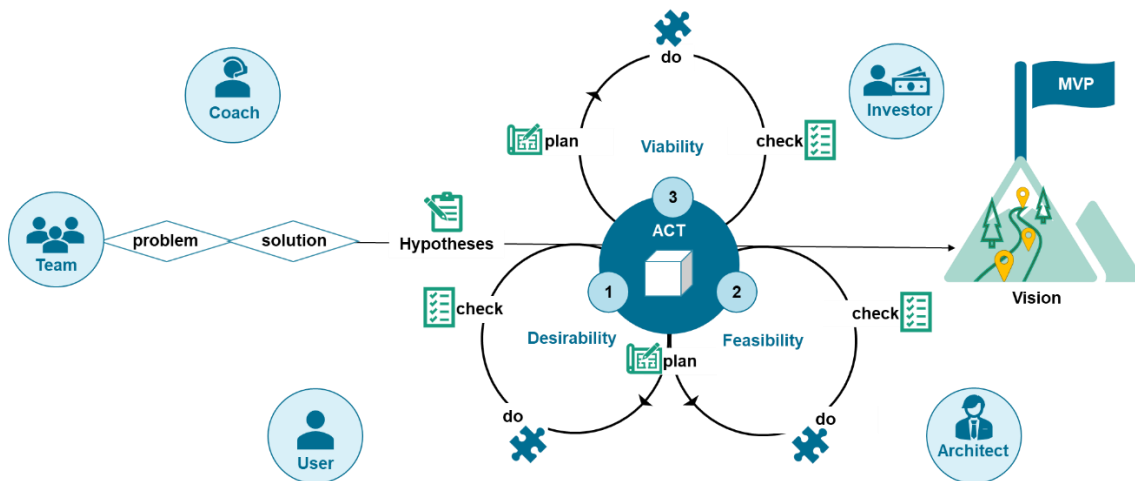 do
Coach
MVP
Investor
plan
check
Viability
3
ACT
problem
solution
Hypotheses
Team
1
2
Vision
check
check
Desirability
Feasibility
plan
do
do
User
Architect